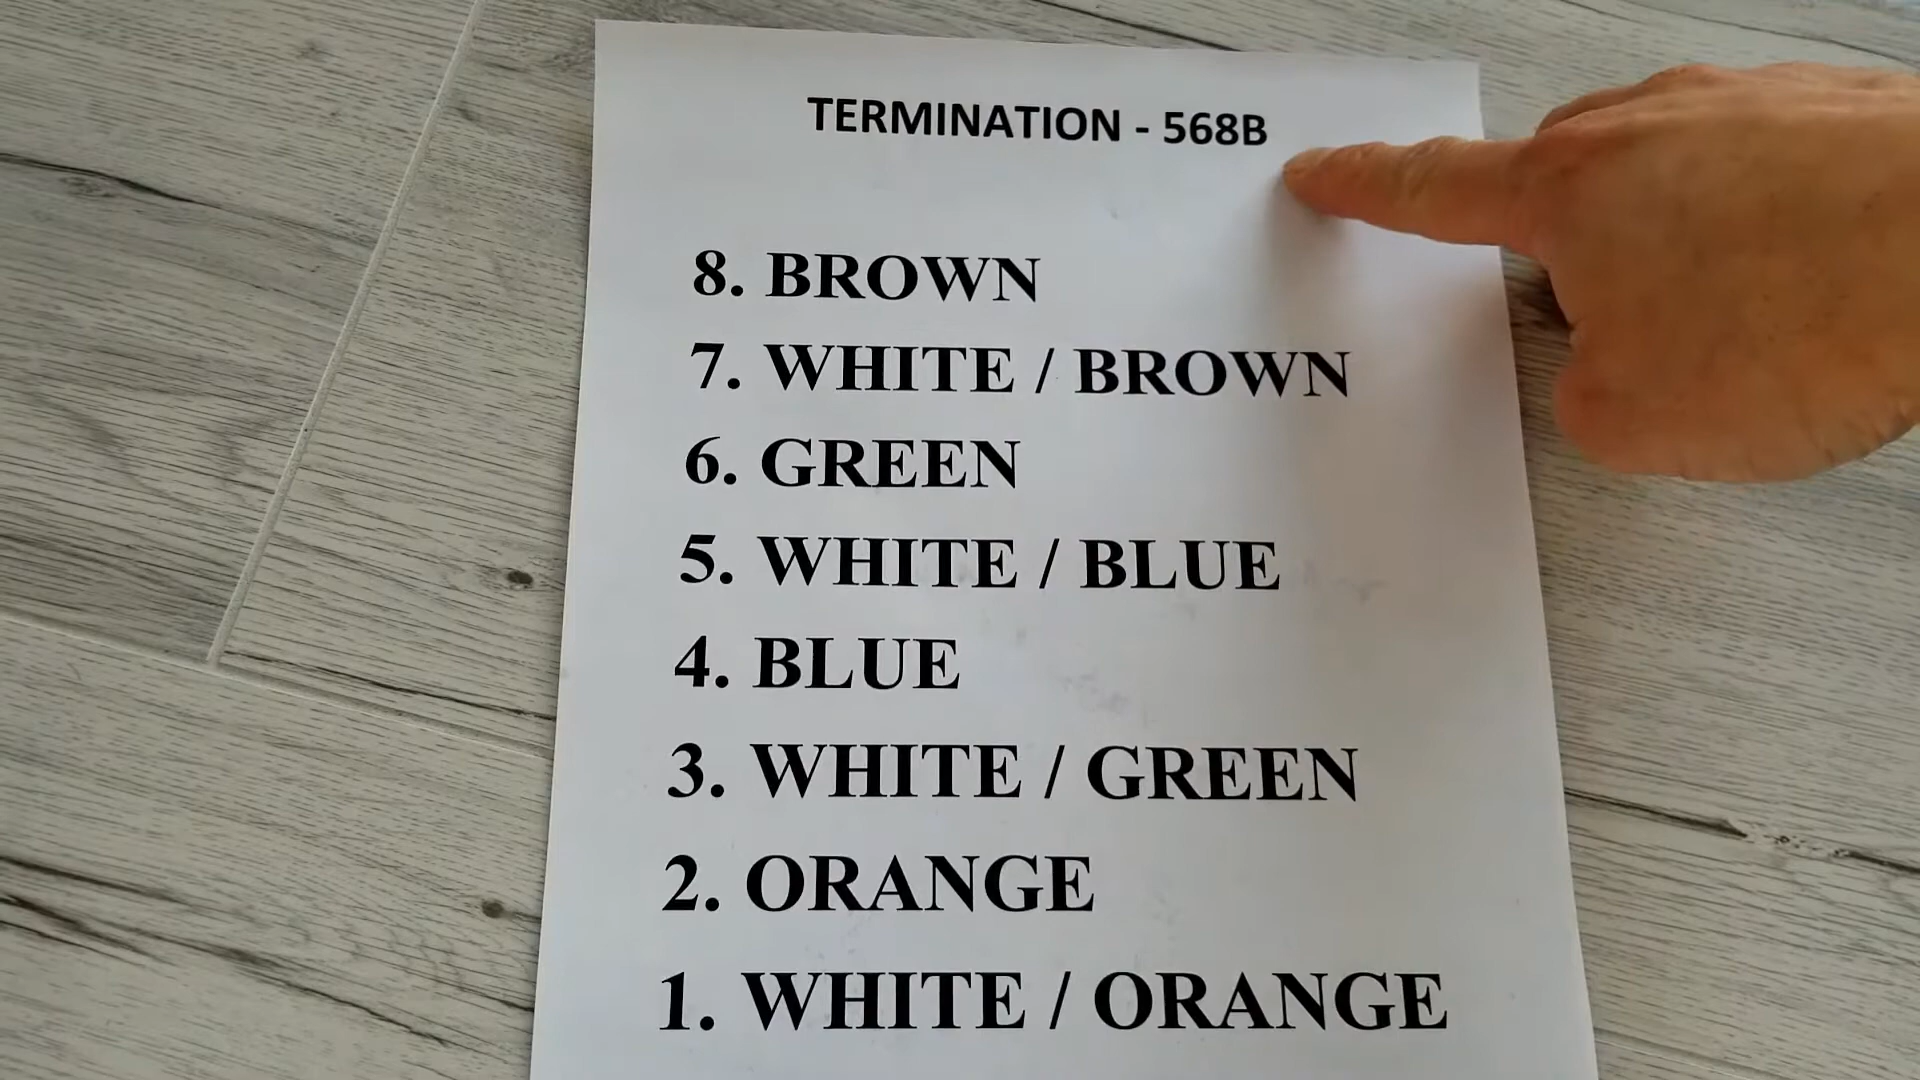 TERMINATION - 568B
8. BROWN
7. WHITE / BROWN
6. GREEN
5. WHITE / BLUE
4. BLUE
3. WHITE / GREEN
2. ORANGE
1. WHITE / ORANGE